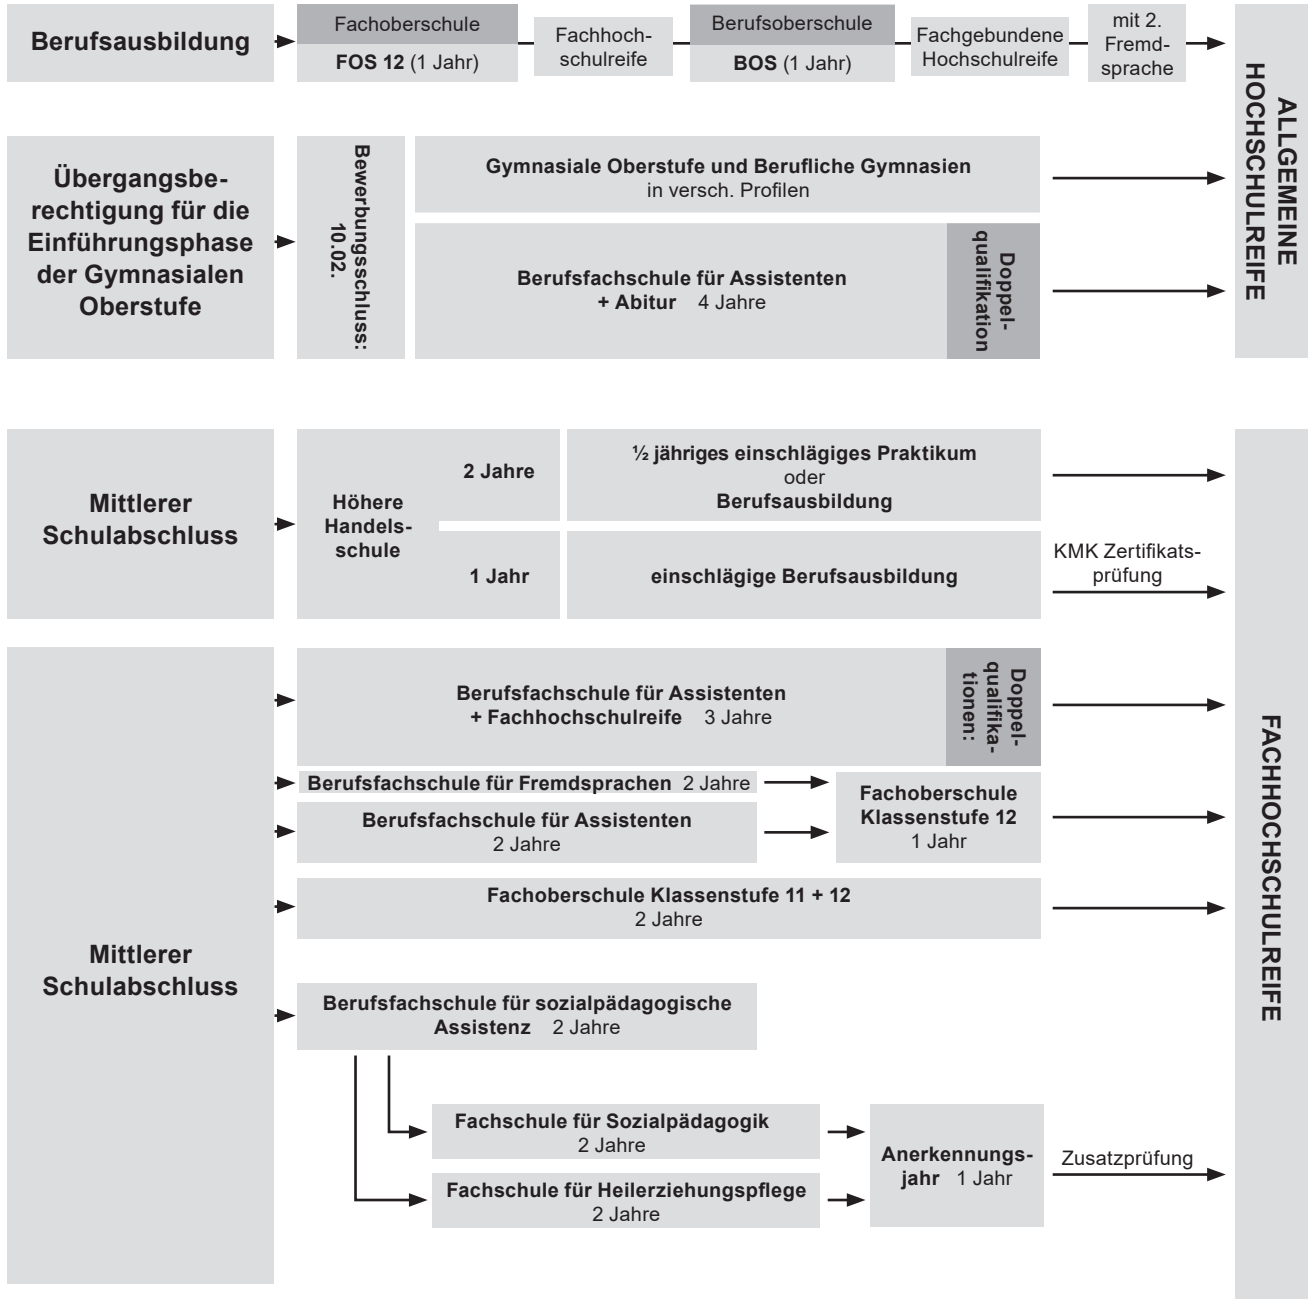 Berufsausbildung
Fachoberschule
FOS 12 (1 Jahr)
Fachhoch-
schulreife
Berufsoberschule
BOS (1 Jahr)
Fachgebundene
Hochschulreife
mit 2.
Fremd-
sprache
ALLGEMEINE
HOCHSCHULREIFE
Übergangsbe-
rechtigung für die
Einführungsphase
der Gymnasialen
Oberstufe
Bewerbungsschluss:
10.02.
Gymnasiale Oberstufe und Berufliche Gymnasien
in versch. Profilen
Berufsfachschule für Assistenten
+ Abitur 4 Jahre
Doppel-
qualifikation
Mittlerer
Schulabschluss
Höhere
Handels-
schule
2 Jahre
½ jähriges einschlägiges Praktikum
oder
Berufsausbildung
1 Jahr
einschlägige Berufsausbildung
KMK Zertifikats-
prüfung
FACHHOCHSCHULREIFE
Mittlerer
Schulabschluss
Berufsfachschule für Assistenten
+ Fachhochschulreife 3 Jahre
Doppel-
qualifika-
tionen:
Berufsfachschule für Fremdsprachen 2 Jahre
Berufsfachschule für Assistenten
2 Jahre
Fachoberschule
Klassenstufe 12
1 Jahr
Fachoberschule Klassenstufe 11 + 12
2 Jahre
Berufsfachschule für sozialpädagogische
Assistenz 2 Jahre
Fachschule für Sozialpädagogik
2 Jahre
Fachschule für Heilerziehungspflege
2 Jahre
Anerkennungs-
jahr 1 Jahr
Zusatzprüfung